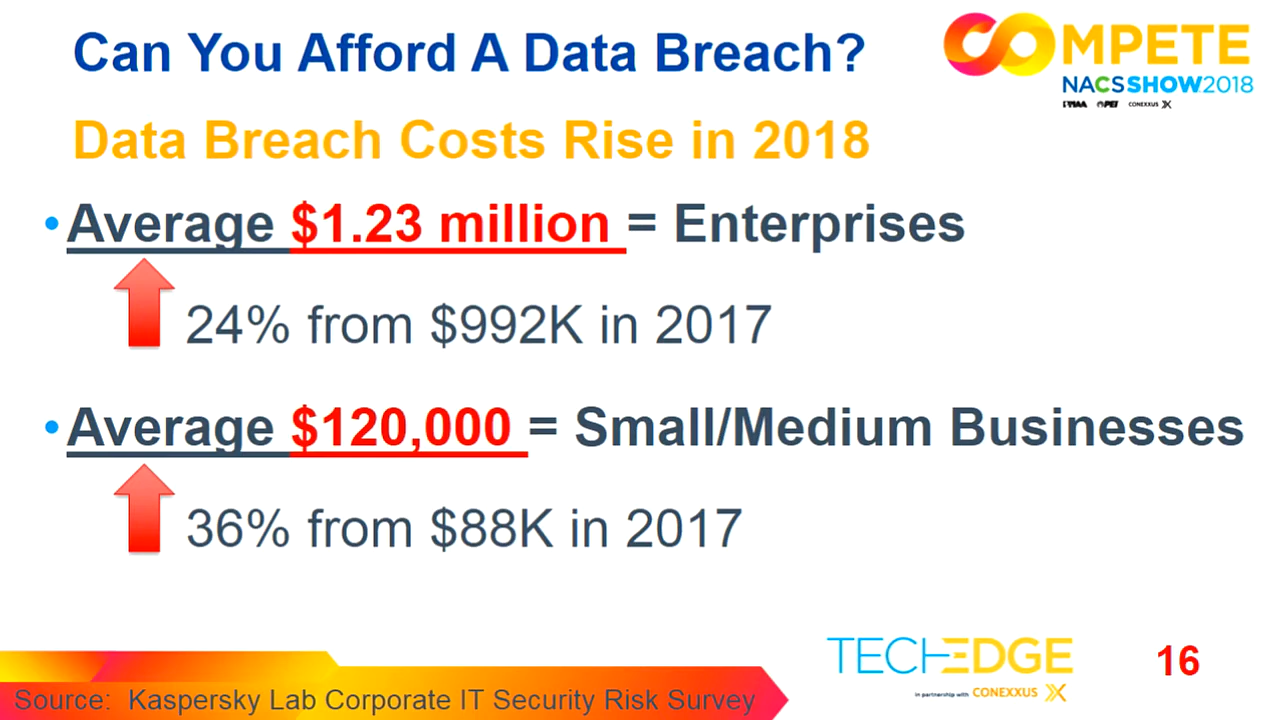 Can You Afford A Data Breach?
COMPETE
NACSSHOW2018
PEI CONEXXUS
Data Breach Costs Rise in 2018
• Average $1.23 million = Enterprises
24% from $992K in 2017
• Average $120,000 = Small/Medium Businesses
36% from $88K in 2017
TECHEDGE
in partnership with CONEXXUS
16
Source: Kaspersky Lab Corporate IT Security Risk Survey